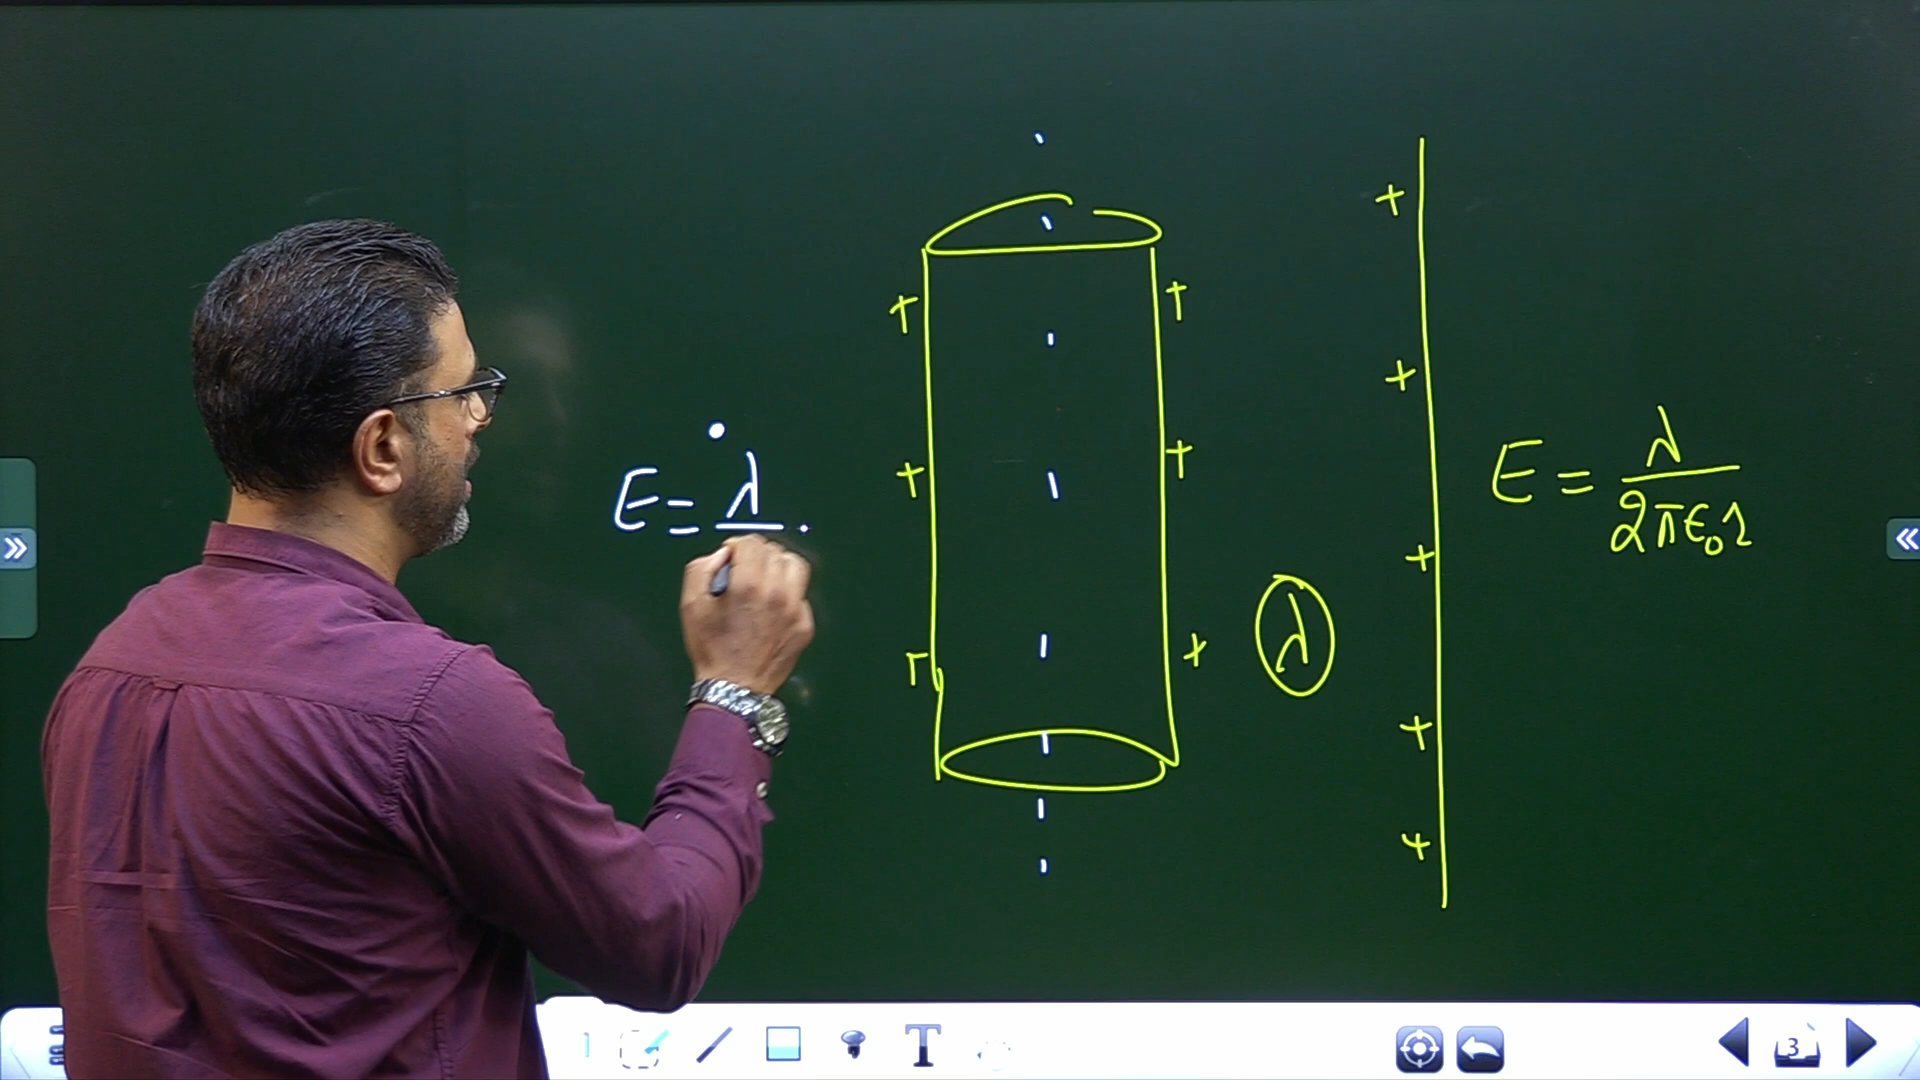 E = λ/
λ
E = λ/2πϵ₀r
T
3